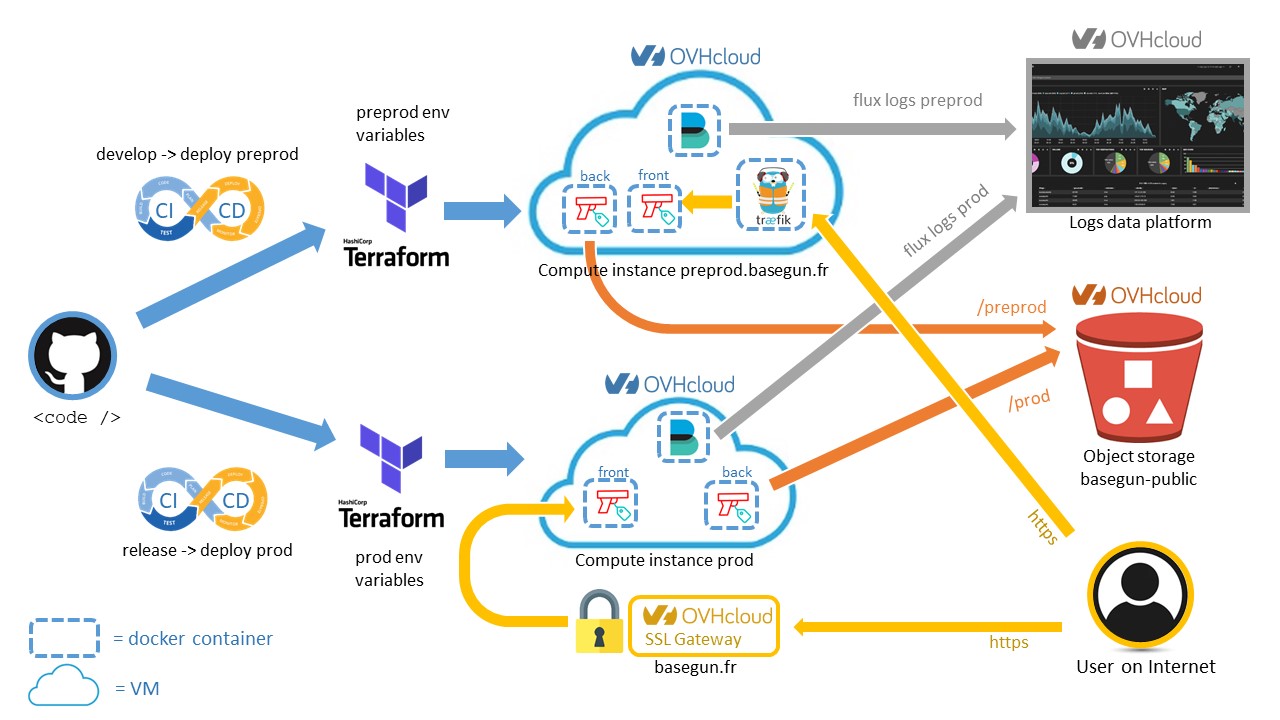 OVHcloud
OVHcloud
preprod env
variables
flux logs preprod
develop -> deploy preprod
CI
CD
TEST
back
front
træfik
HashiCorp
Terraform
Compute instance preprod.basegun.fr
flux logs prod
Logs data platform
OVHcloud
/preprod
/prod
Object storage
basegun-public
<code />
OVHcloud
front
back
HashiCorp
Terraform
CI
CD
TEST
release -> deploy prod
prod env
variables
Compute instance prod
https
OVHcloud
SSL Gateway
basegun.fr
https
User on Internet
= docker container
= VM